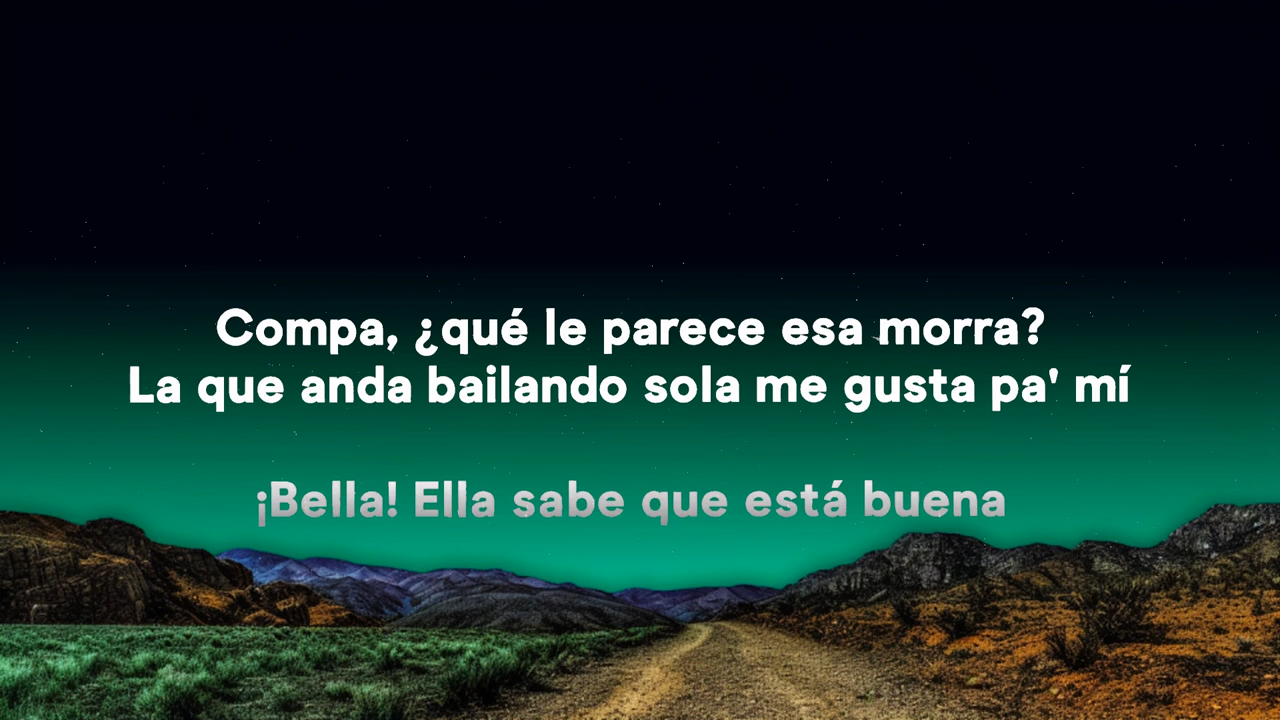 Compa, ¿qué le parece esa morra?
La que anda bailando sola me gusta pa' mí
¡Bella! Ella sabe que está buena